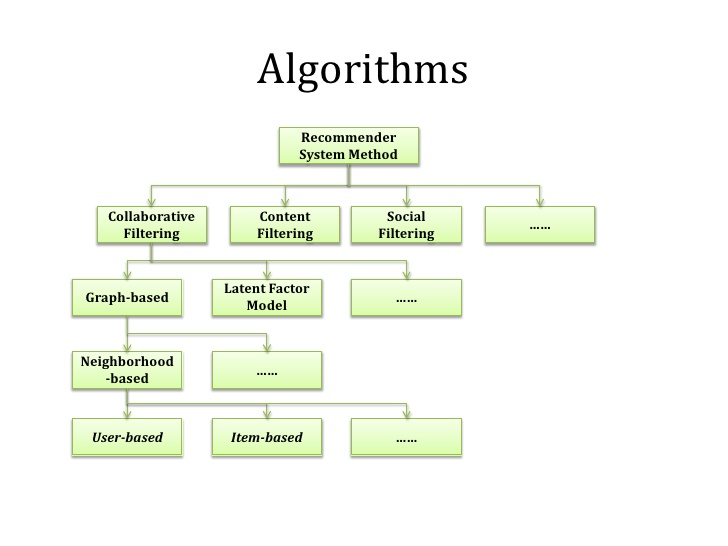 Algorithms
Recommender
System Method
Collaborative
Filtering
Content
Filtering
Social
Filtering
……
Graph-based
Latent Factor
Model
……
Neighborhood
-based
……
User-based
Item-based
……